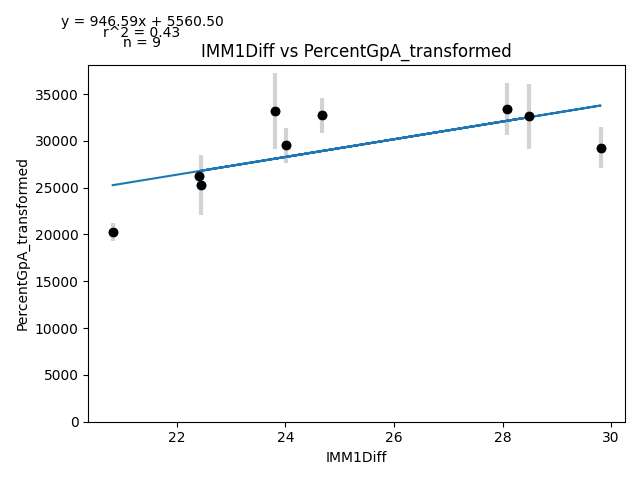 y = 946.59x + 5560.50
r^2 = 0.43
n = 9
IMM1Diff vs PercentGpA_transformed
PercentGpA_transformed
35000
30000
25000
20000
15000
10000
5000
0
22
24
26
28
30
IMM1Diff